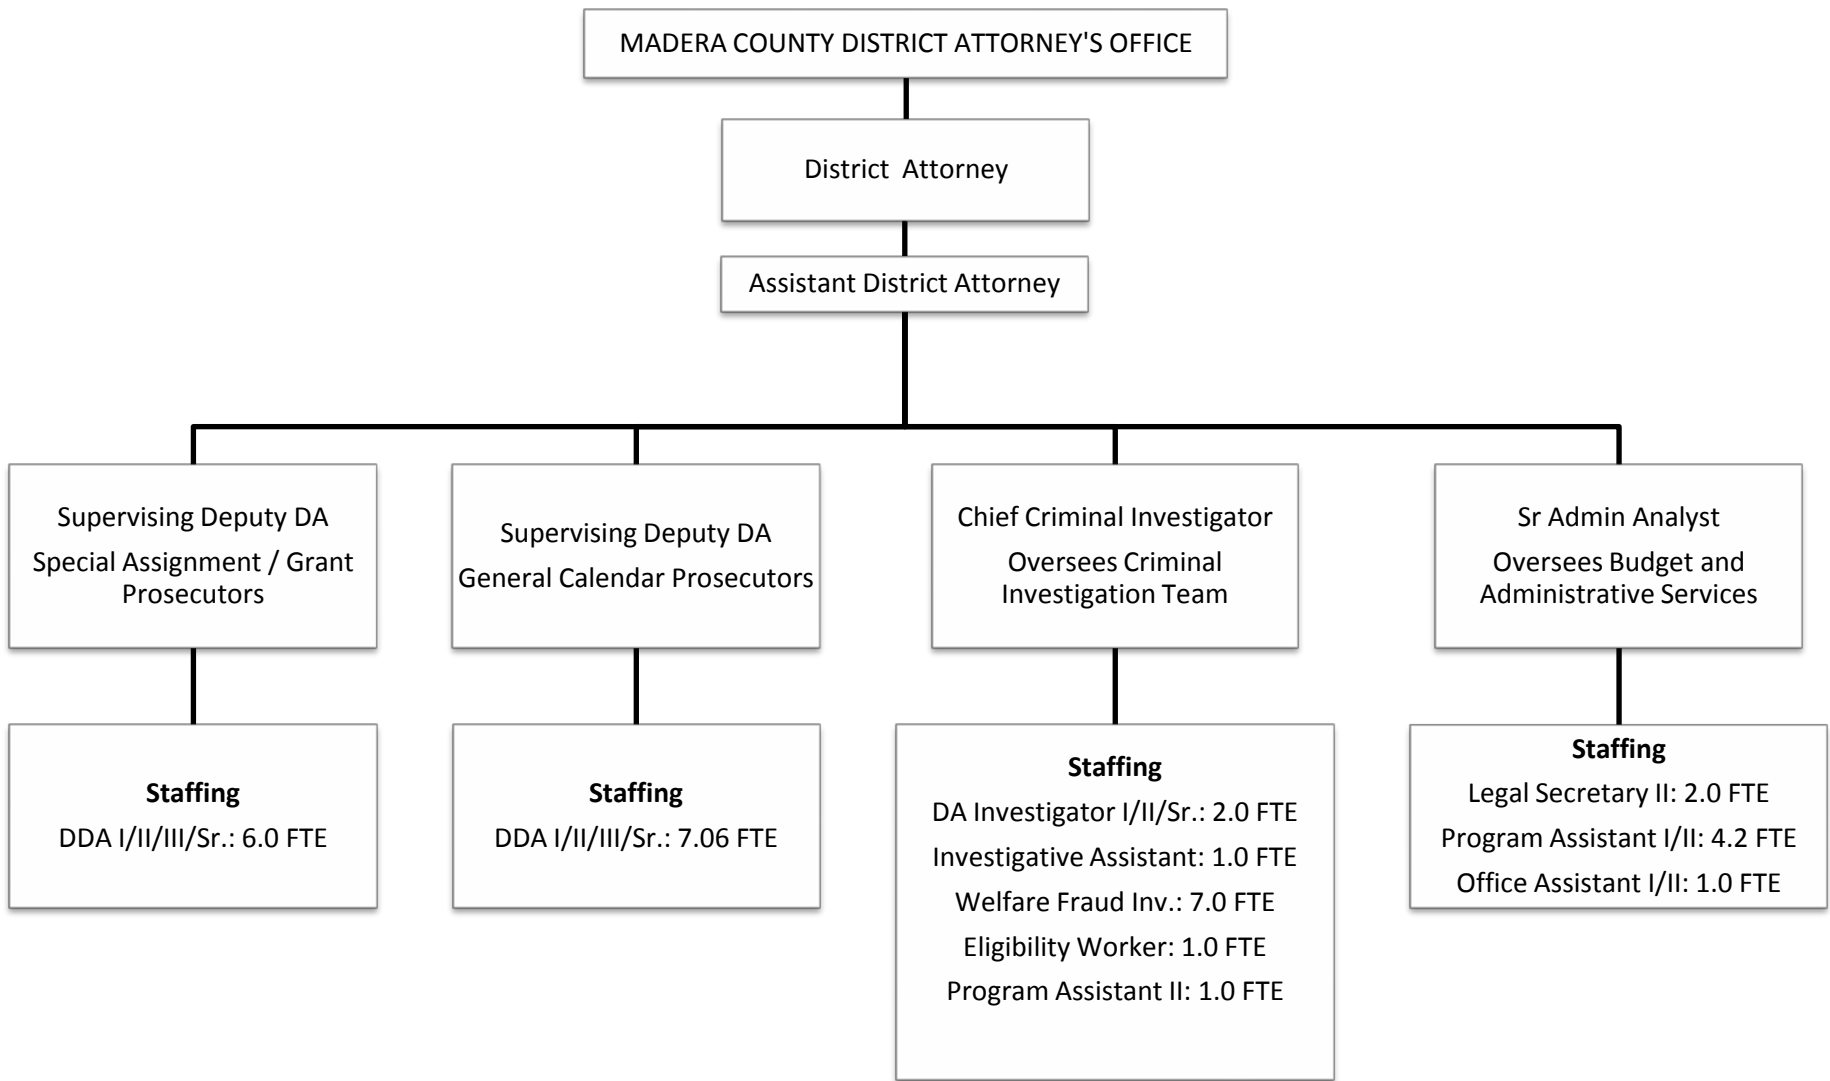 MADERA COUNTY DISTRICT ATTORNEY'S OFFICE
District Attorney
Assistant District Attorney
Supervising Deputy DA
Special Assignment / Grant
Prosecutors
Supervising Deputy DA
General Calendar Prosecutors
Chief Criminal Investigator
Oversees Criminal
Investigation Team
Sr Admin Analyst
Oversees Budget and
Administrative Services
Staffing
DDA I/II/III/Sr.: 6.0 FTE
Staffing
DDA I/II/III/Sr.: 7.06 FTE
Staffing
DA Investigator I/II/Sr.: 2.0 FTE
Investigative Assistant: 1.0 FTE
Welfare Fraud Inv.: 7.0 FTE
Eligibility Worker: 1.0 FTE
Program Assistant II: 1.0 FTE
Staffing
Legal Secretary II: 2.0 FTE
Program Assistant I/II: 4.2 FTE
Office Assistant I/II: 1.0 FTE